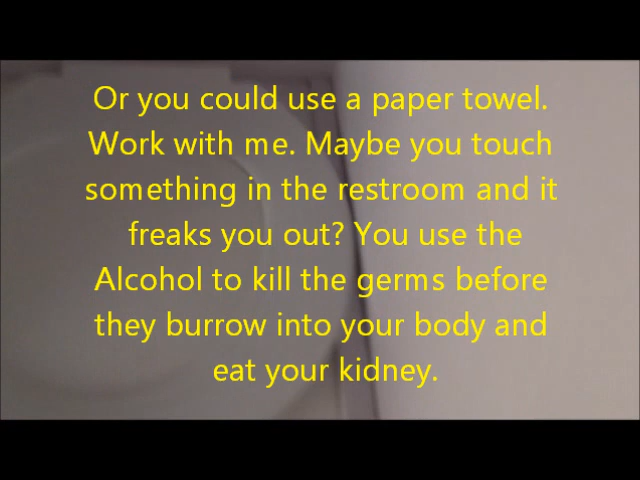 Or you could use a paper towel.
Work with me. Maybe you touch
something in the restroom and it
freaks you out? You use the
Alcohol to kill the germs before
they burrow into your body and
eat your kidney.